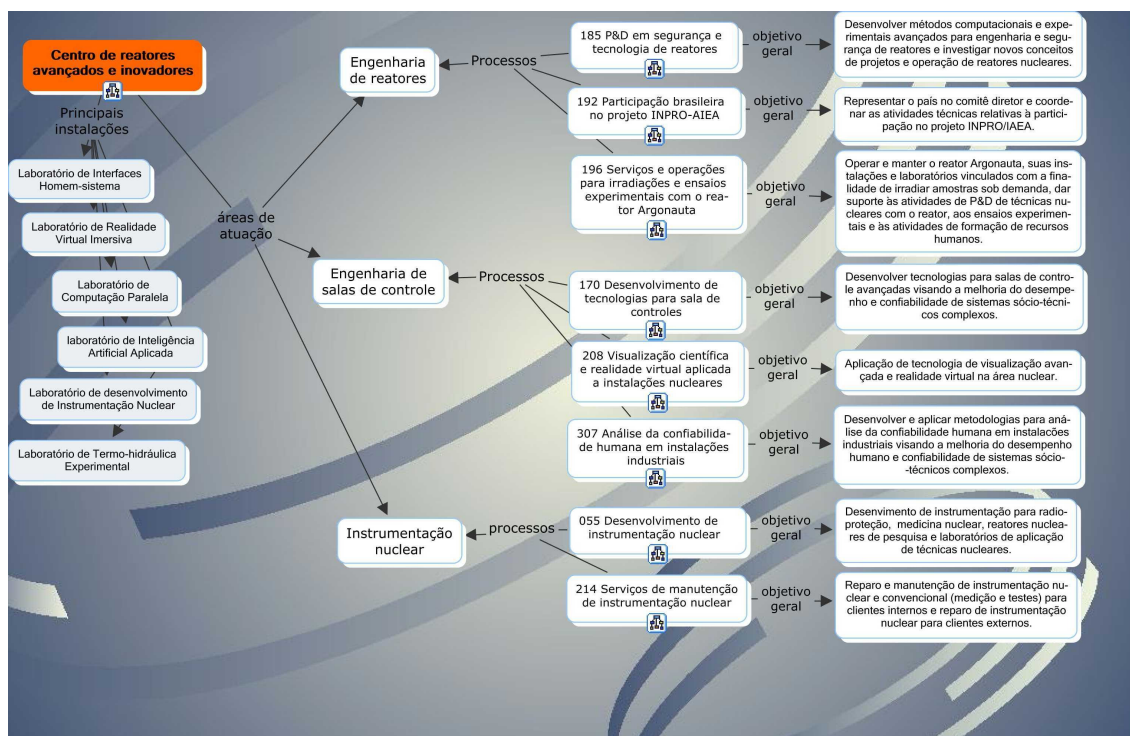 Centro de reatores
avançados e inovadores
Principais
instalações
Laboratório de Interfaces
Homem-sistema
Laboratório de Realidade
Virtual Imersiva
Laboratório de
Computação Paralela
laboratório de Inteligência
Artificial Aplicada
Laboratório de desenvolvimento
de Instrumentação Nuclear
Laboratório de Termo-hidráulica
Experimental
áreas de
atuação
Engenharia
de reatores
Processos
185 P&D em segurança e
tecnologia de reatores
objetivo
geral
Desenvolver métodos computacionais e expe-
rimentais avançados para engenharia e segu-
rança de reatores e investigar novos conceitos
de projetos e operação de reatores nucleares.
192 Participação brasileira
no projeto INPRO-AIEA
objetivo
geral
Representar o país no comitê diretor e coorde-
nar as atividades técnicas relativas à partici-
pação no projeto INPRO/IAEA.
196 Serviços e operações
para irradiações e ensaios
experimentais com o rea-
tor Argonauta
objetivo
geral
Operar e manter o reator Argonauta, suas ins-
talações e laboratórios vinculados com a fina-
lidade de irradiar amostras sob demanda, dar
suporte às atividades de P&D de técnicas nu-
cleares com o reator, aos ensaios experimen-
tais e às atividades de formação de recursos
humanos.
Engenharia de
salas de controle
Processos
170 Desenvolvimento de
tecnologias para sala de
controles
objetivo
geral
Desenvolver tecnologias para salas de contro-
le avançadas visando a melhoria do desempe-
nho e confiabilidade de sistemas sócio-técni-
cos complexos.
208 Visualização científica
e realidade virtual aplicada
a instalações nucleares
objetivo
geral
Aplicação de tecnologia de visualização avan-
çada e realidade virtual na área nuclear.
307 Análise da confiabilida-
de humana em instalações
industriais
objetivo
geral
Desenvolver e aplicar metodologias para aná-
lise da confiabilidade humana em instalacões
industriais visando a melhoria do desempenho
humano e confiabilidade de sistemas sócio-
-técnicos complexos.
Instrumentação
nuclear
processos
055 Desenvolvimento de
instrumentação nuclear
objetivo
geral
Desenvimento de instrumentação para radio-
proteção, medicina nuclear, reatores nuclea-
res de pesquisa e laboratórios de aplicação
de técnicas nucleares.
214 Serviços de manutenção
de instrumentação nuclear
objetivo
geral
Reparo e manutenção de instrumentação nu-
clear e convencional (medição e testes) para
clientes internos e reparo de instrumentação
nuclear para clientes externos.